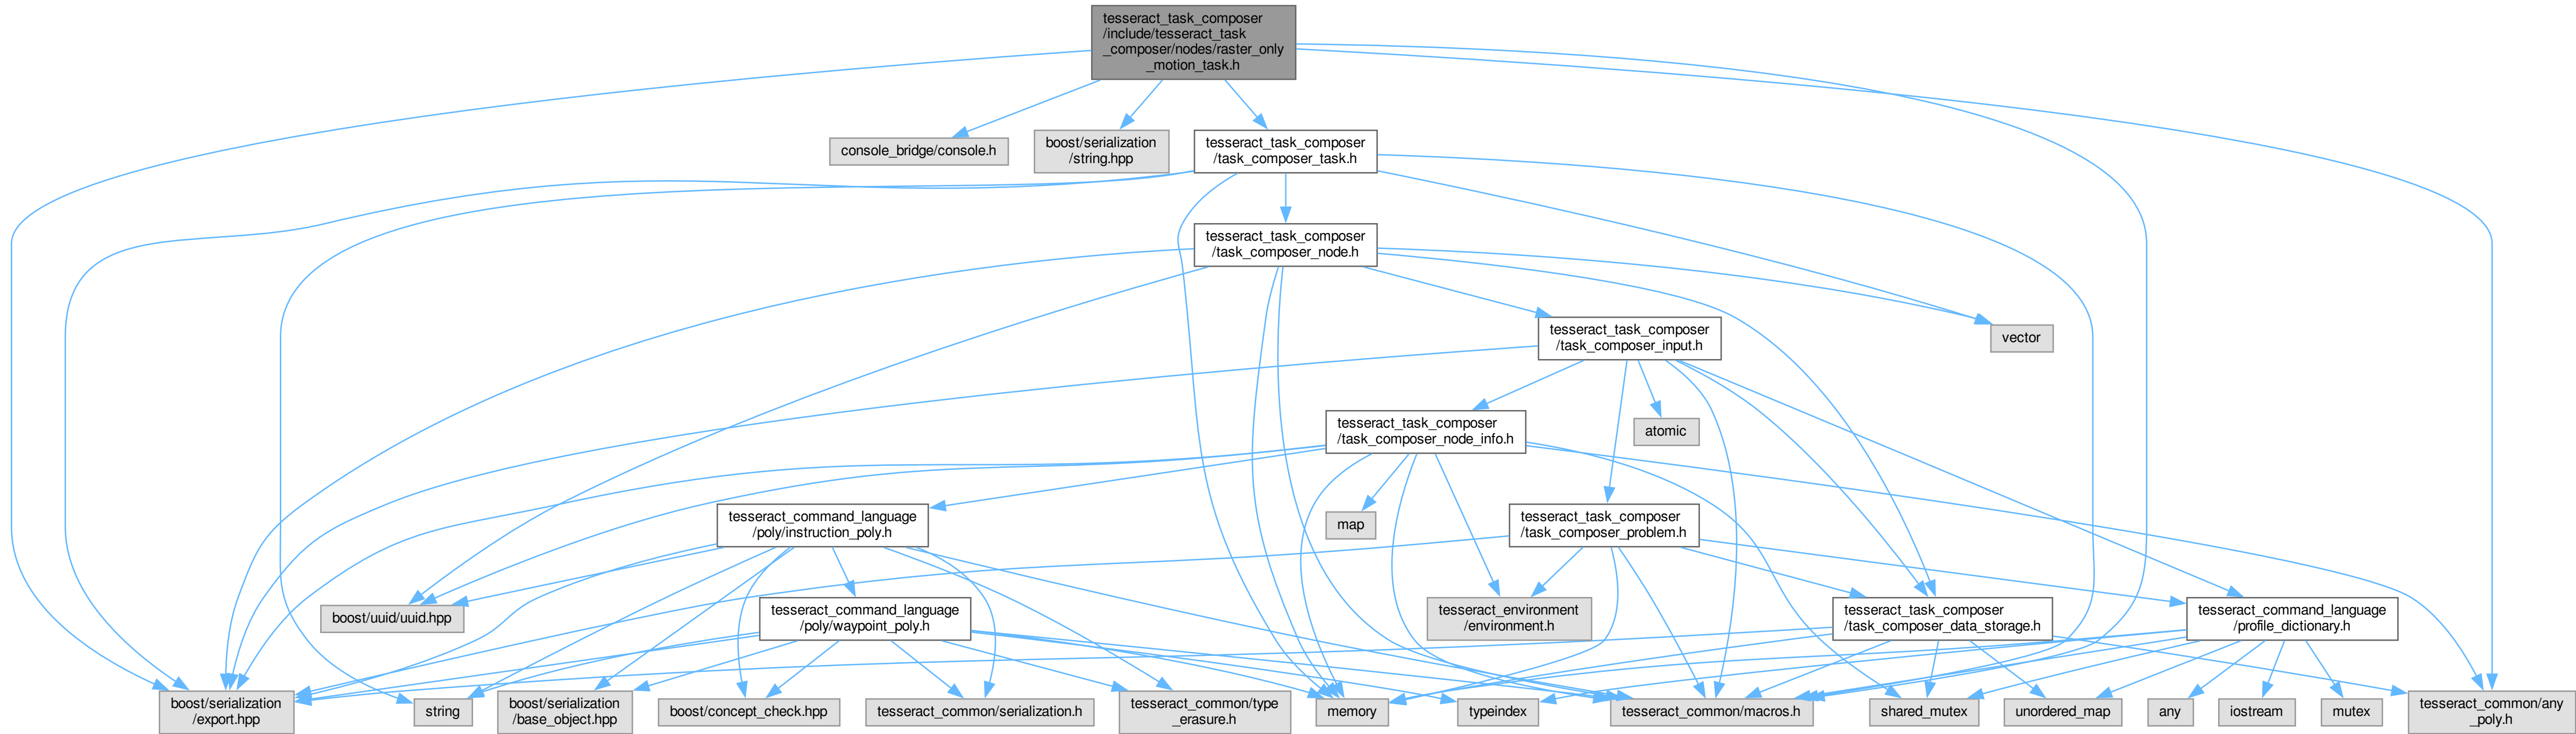 tesseract_task_composer
/include/tesseract_task
_composer/nodes/raster_only
_motion_task.h
console_bridge/console.h
boost/serialization
/string.hpp
tesseract_task_composer
/task_composer_task.h
tesseract_task_composer
/task_composer_node.h
tesseract_task_composer
/task_composer_input.h
vector
tesseract_task_composer
/task_composer_node_info.h
atomic
tesseract_command_language
/poly/instruction_poly.h
map
tesseract_task_composer
/task_composer_problem.h
boost/uuid/uuid.hpp
tesseract_command_language
/poly/waypoint_poly.h
tesseract_environment
/environment.h
tesseract_task_composer
/task_composer_data_storage.h
tesseract_command_language
/profile_dictionary.h
boost/serialization
/export.hpp
string
boost/serialization
/base_object.hpp
boost/concept_check.hpp
tesseract_common/serialization.h
tesseract_common/type
_erasure.h
memory
typeindex
tesseract_common/macros.h
shared_mutex
unordered_map
any
iostream
mutex
tesseract_common/any
_poly.h